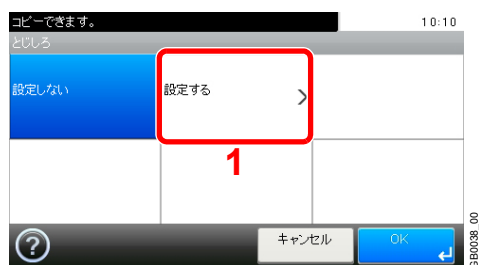 コピーできます。 10:10
とじしろ
設定しない 設定する >
1
? キャンセル OK
GB0038_00